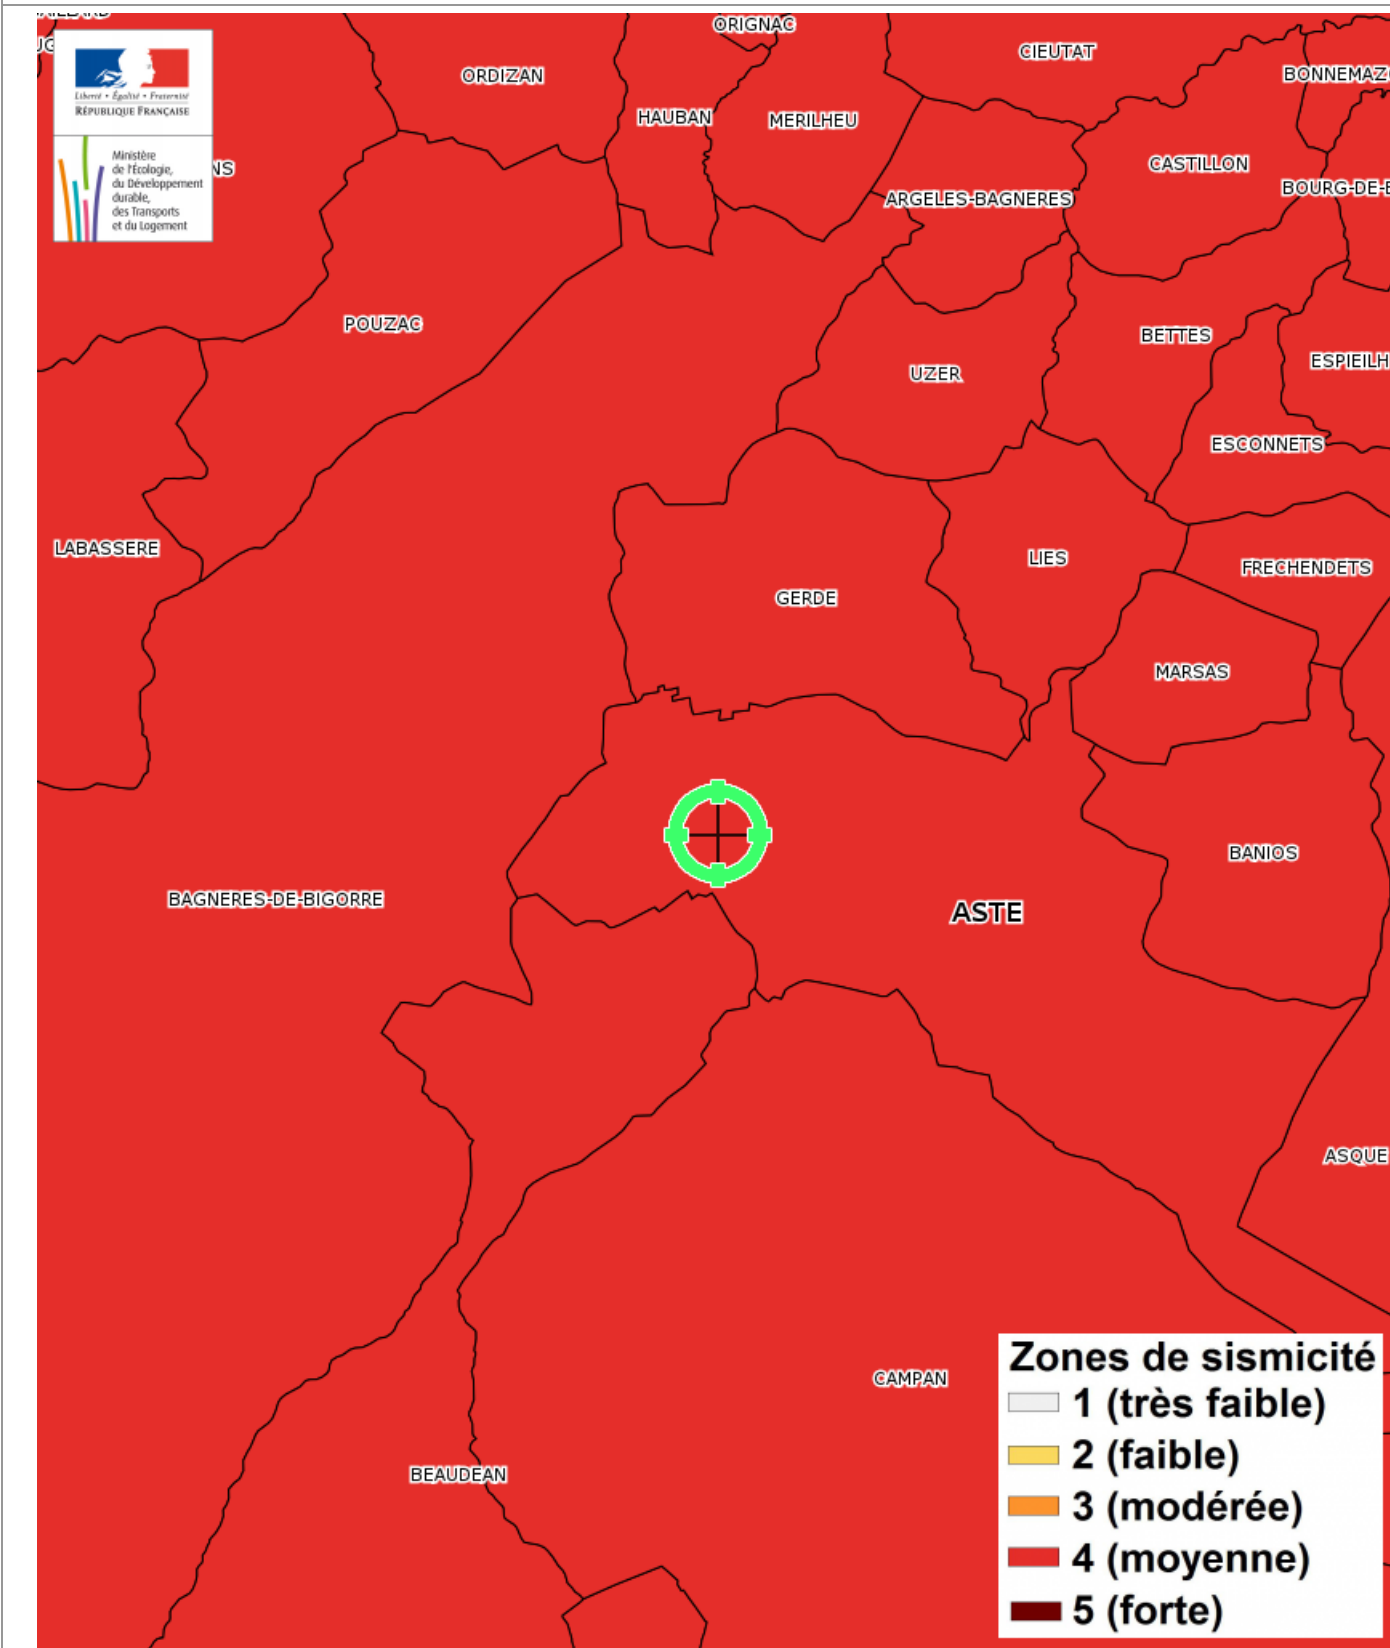 ORIGNAC
CIEUTAT
ORDIZAN
BONNEMAZ
HAUBAN
MERILHEU
Liberté • Égalité • Fraternité
RÉPUBLIQUE FRANÇAISE
Ministère
de l'Écologie,
du Développement
durable,
des Transports
et du Logement
NS
CASTILLON
BOURG-DE-B
ARGELES-BAGNERES
POUZAC
BETTES
ESPIEILH
UZER
ESCONNETS
LABASSERE
LIES
FRECHENDETS
GERDE
MARSAS
BANIOS
BAGNERES-DE-BIGORRE
ASTE
ASQUE
CAMPAN
BEAUDEAN
Zones de sismicité
1 (très faible)
2 (faible)
3 (modérée)
4 (moyenne)
5 (forte)